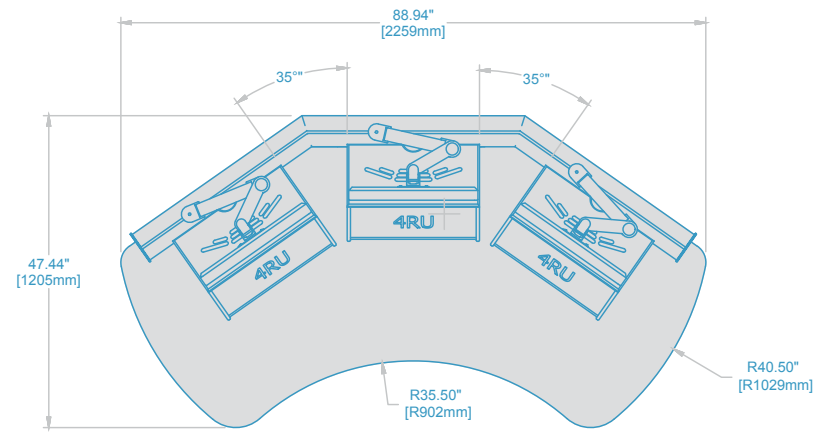 88.94"
[2259mm]
35°"
35°"
4RU
4RU
4RU
47.44"
[1205mm]
R40.50"
[R1029mm]
R35.50"
[R902mm]